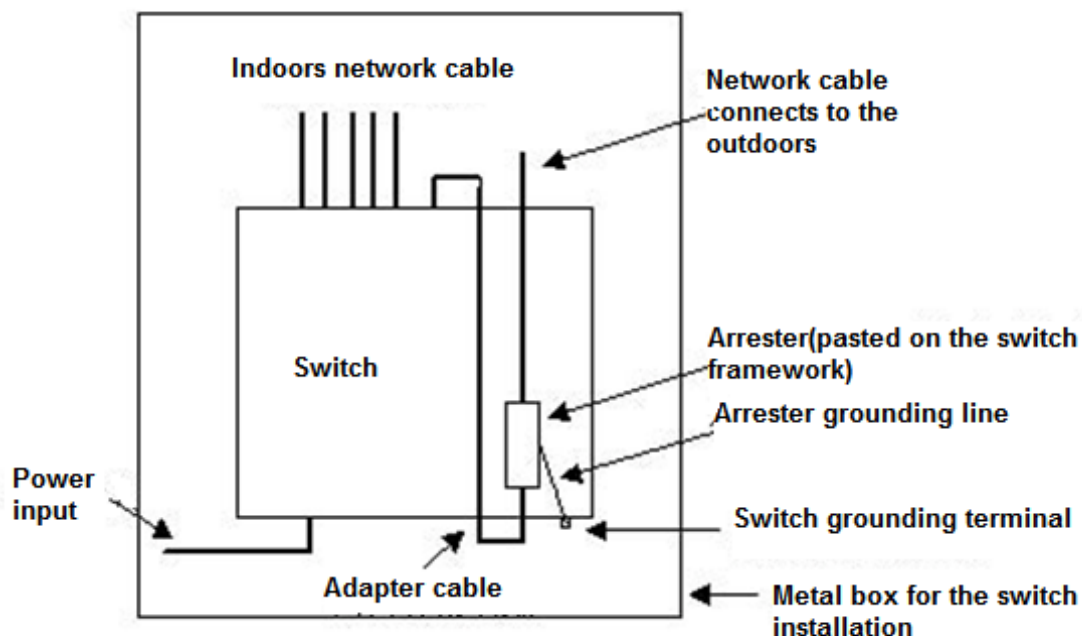 Indoors network cable
Network cable
connects to the
outdoors
Switch
Arrester(pasted on the switch
framework)
Arrester grounding line
Power
input
Switch grounding terminal
Adapter cable
Metal box for the switch
installation